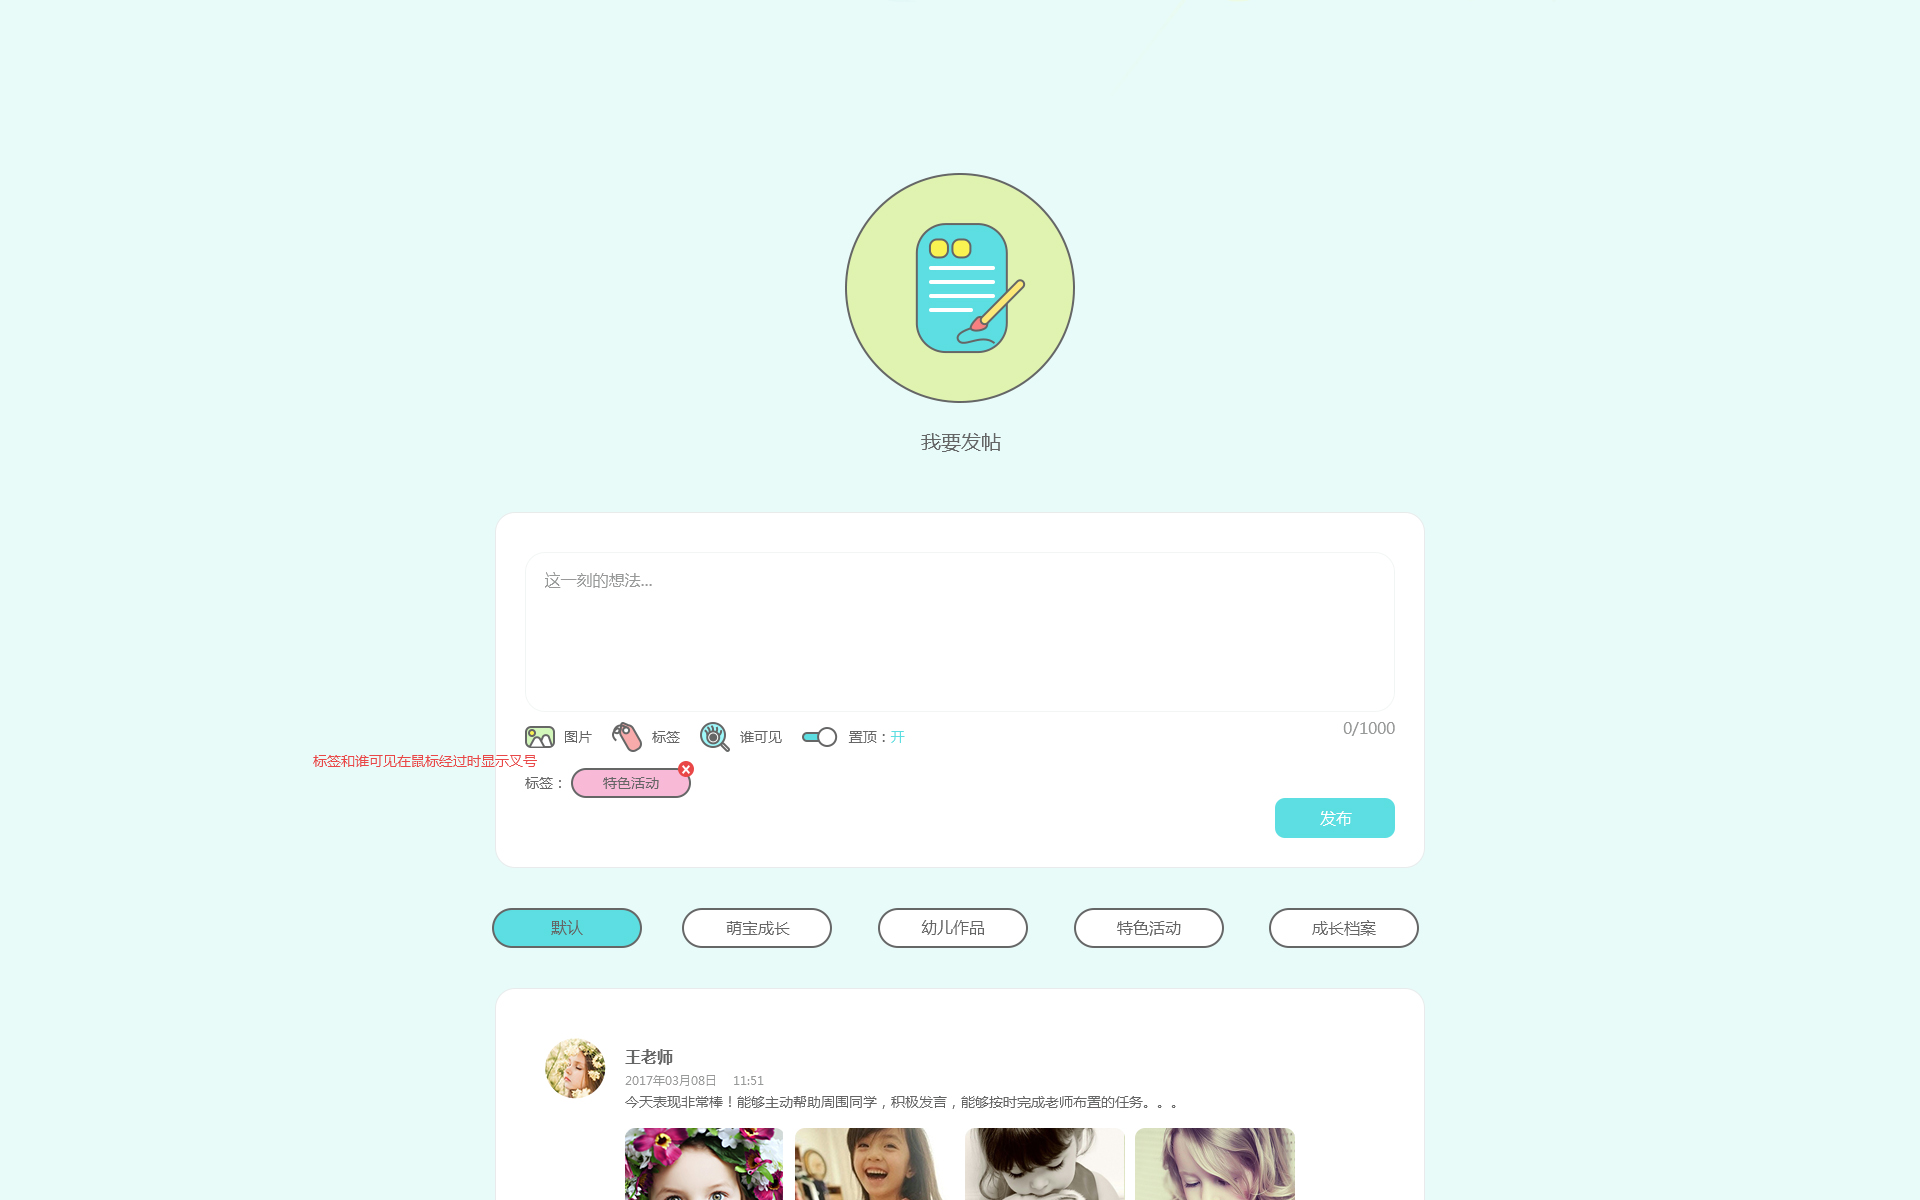 我要发帖
这一刻的想法...
图片 标签 谁可见 置顶：开
0/1000
标签和谁可见在鼠标经过时显示叉号
标签： 特色活动
发布
默认 萌宝成长 幼儿作品 特色活动 成长档案
王老师
2017年03月08日 11:51
今天表现非常棒！能够主动帮助周围同学，积极发言，能够按时完成老师布置的任务。。。